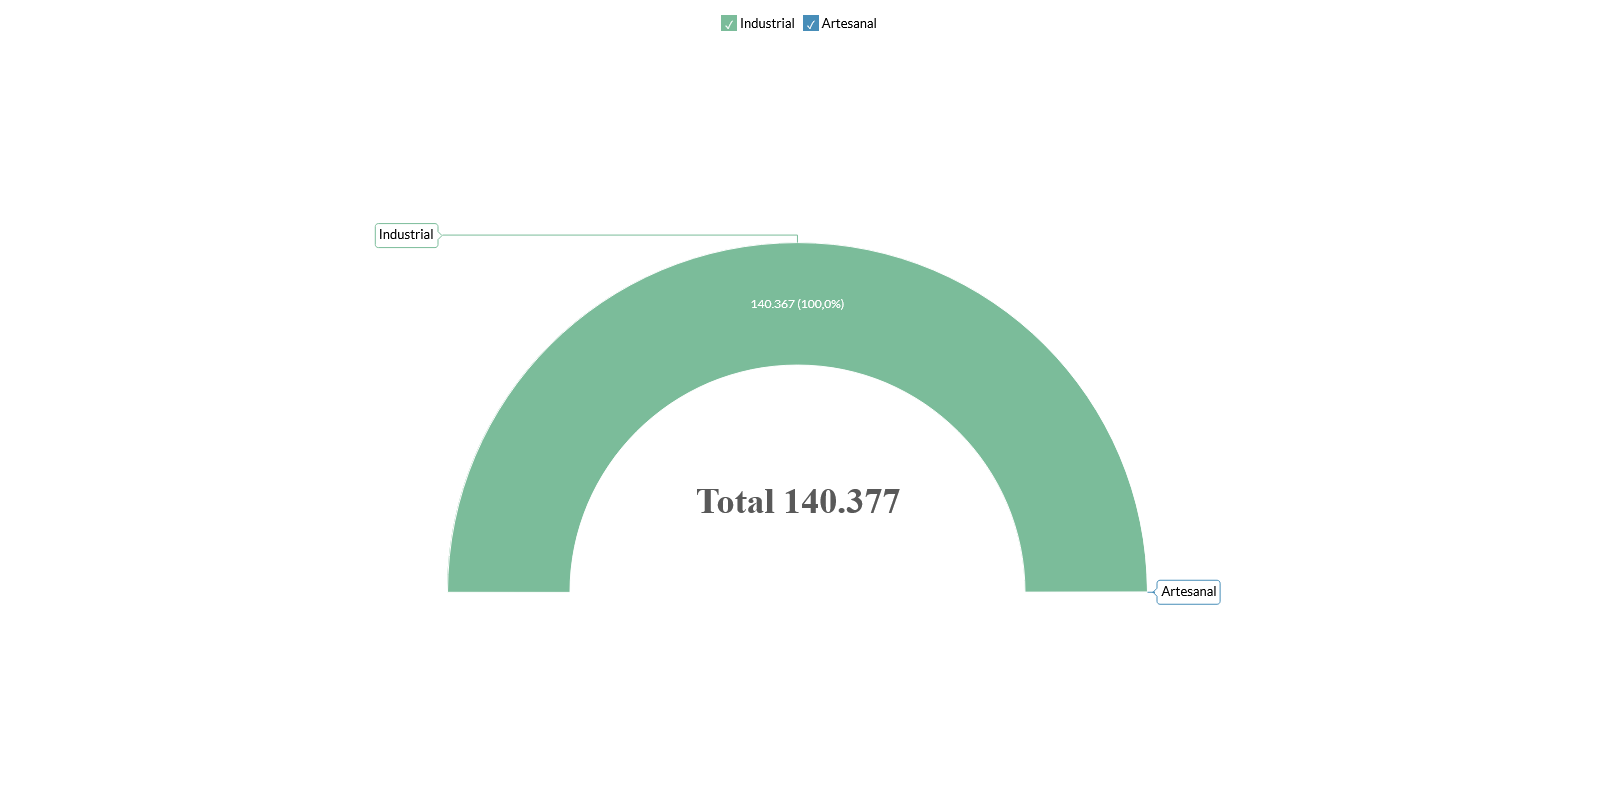 Industrial Artesanal
Industrial
140.367 (100,0%)
Total 140.377
Artesanal